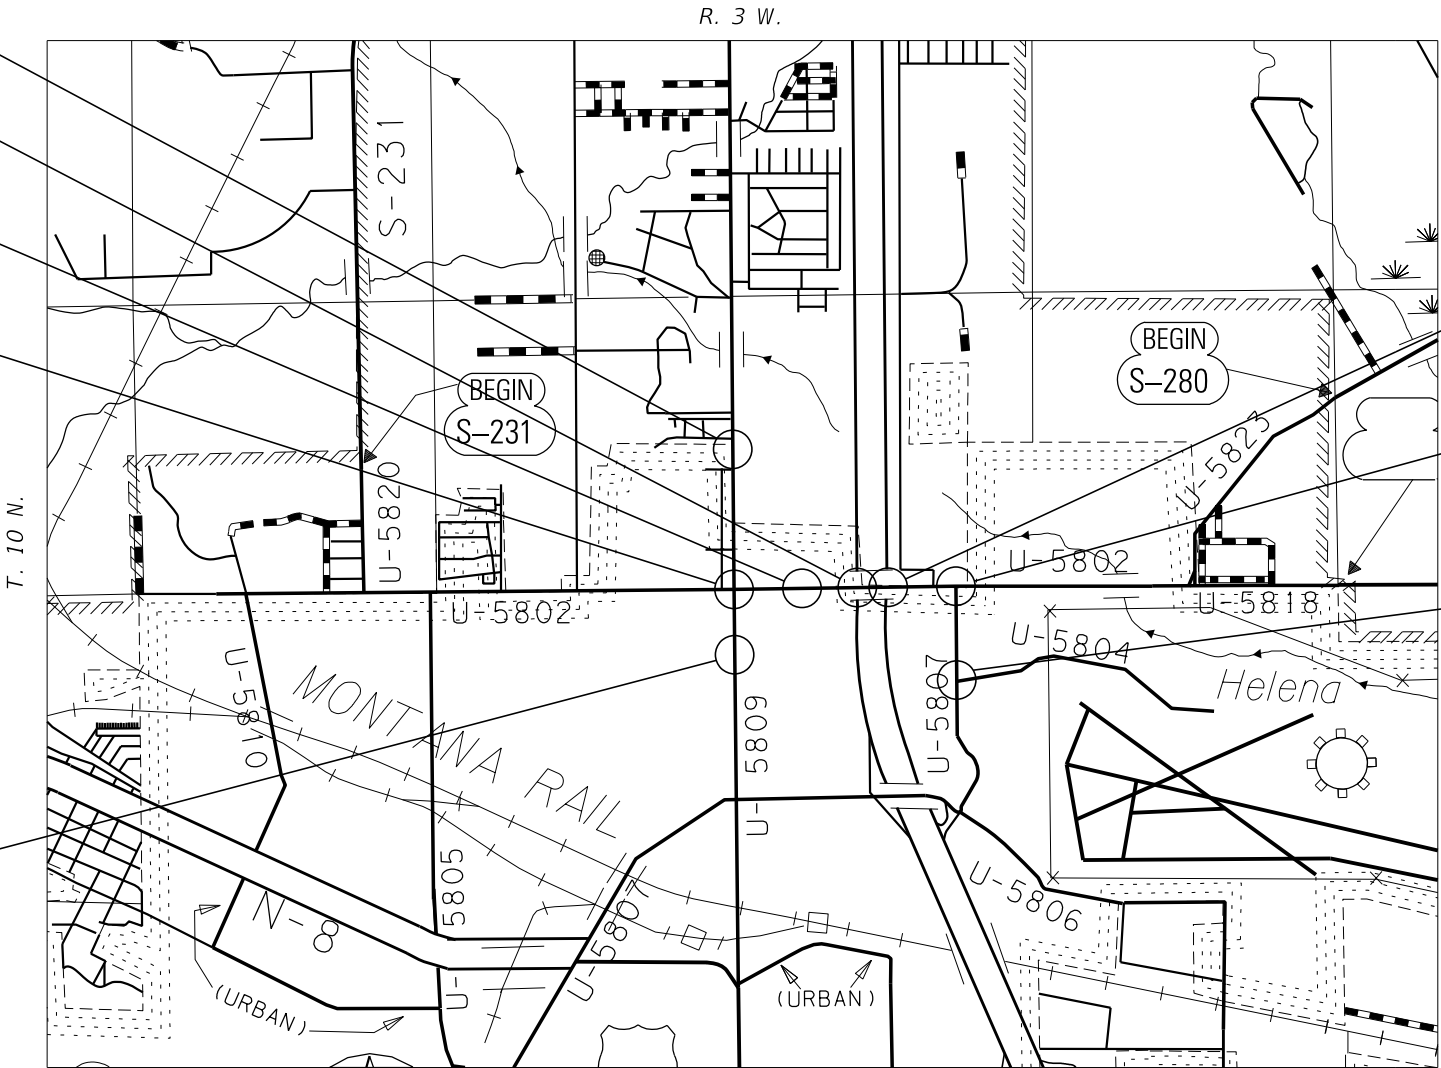 R. 3 W.
S-231
BEGIN
S-280
BEGIN
S-231
U-5823
T. 10 N.
U-5820
U-5802
U-5802
U-5818
U-5804
U-5810
MONTANA RAIL
U-5807
Helena
U-5809
U-5805
U-5807
U-5806
N-8
(URBAN)
(URBAN)